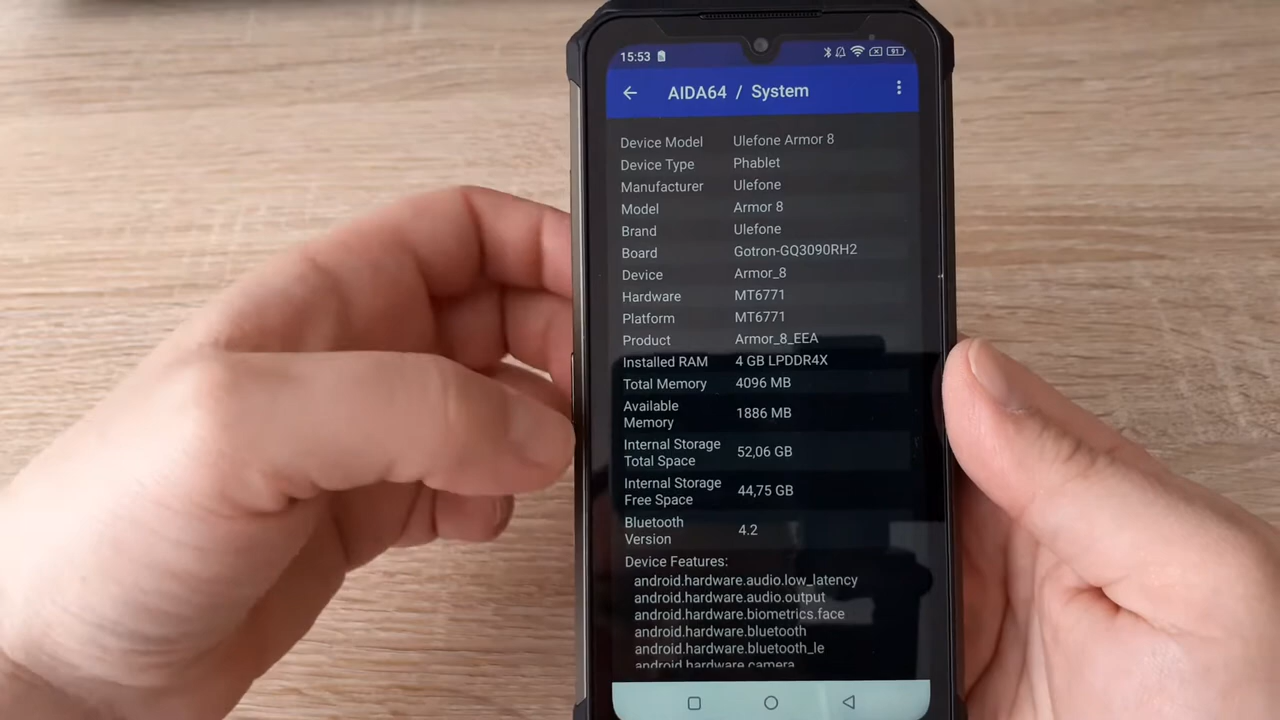 15:53 91
AIDA64 / System
Device Model Ulefone Armor 8
Device Type Phablet
Manufacturer Ulefone
Model Armor 8
Brand Ulefone
Board Gotron-GQ3090RH2
Device Armor_8
Hardware MT6771
Platform MT6771
Product Armor_8_EEA
Installed RAM 4 GB LPDDR4X
Total Memory 4096 MB
Available
Memory 1886 MB
Internal Storage
Total Space 52,06 GB
Internal Storage
Free Space 44,75 GB
Bluetooth
Version 4.2
Device Features:
android.hardware.audio.low_latency
android.hardware.audio.output
android.hardware.biometrics.face
android.hardware.bluetooth
android.hardware.bluetooth_le
android.hardware.camera